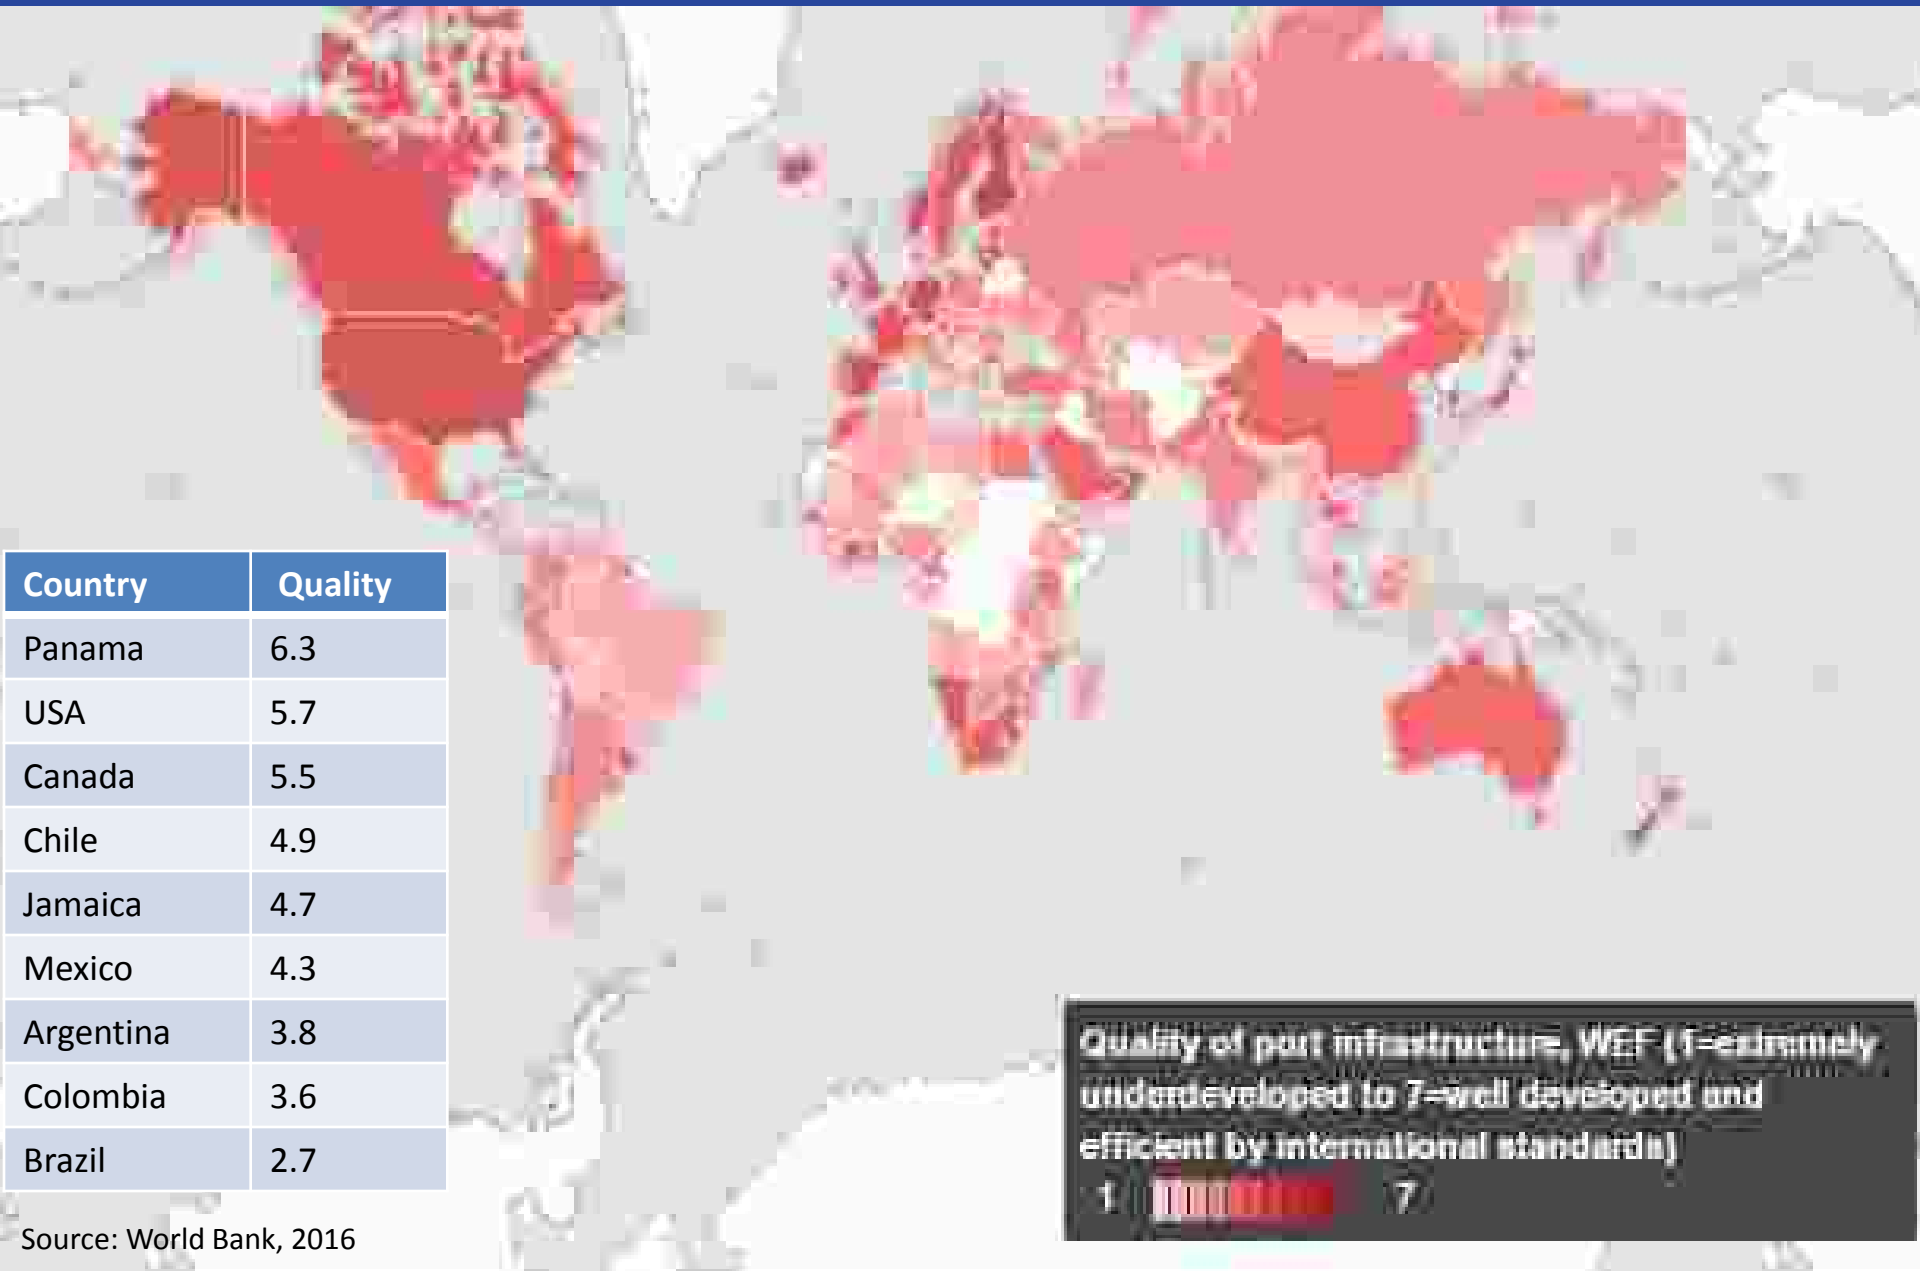 Country Quality
Panama 6.3
USA 5.7
Canada 5.5
Chile 4.9
Jamaica 4.7
Mexico 4.3
Argentina 3.8
Colombia 3.6
Brazil 2.7
Source: World Bank, 2016
Quality of port infrastructure, WEF (1=extremely
underdeveloped to 7=well developed and
efficient by international standards)
1 7